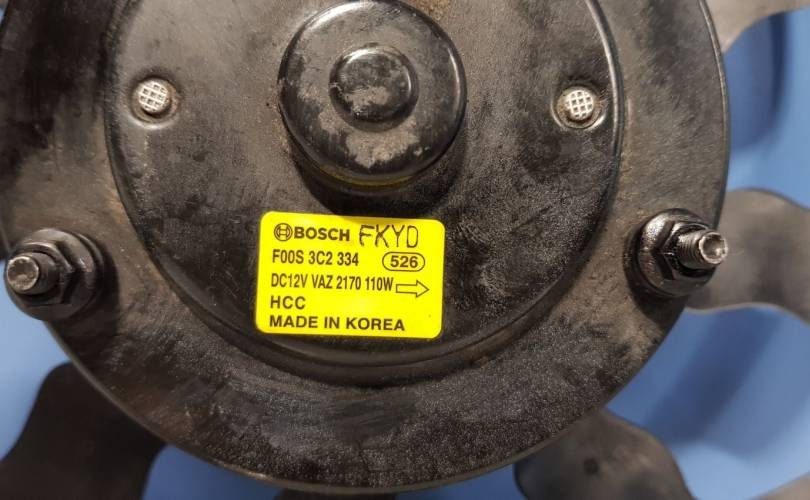 BOSCH FKYD
F00S 3C2 334 526
DC12V VAZ 2170 110W
HCC
MADE IN KOREA